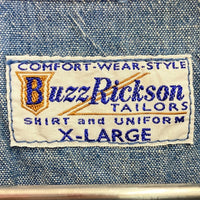 COMFORT-WEAR-STYLE
Buzz Rickson
TAILORS
SHIRT AND UNIFORM
X-LARGE